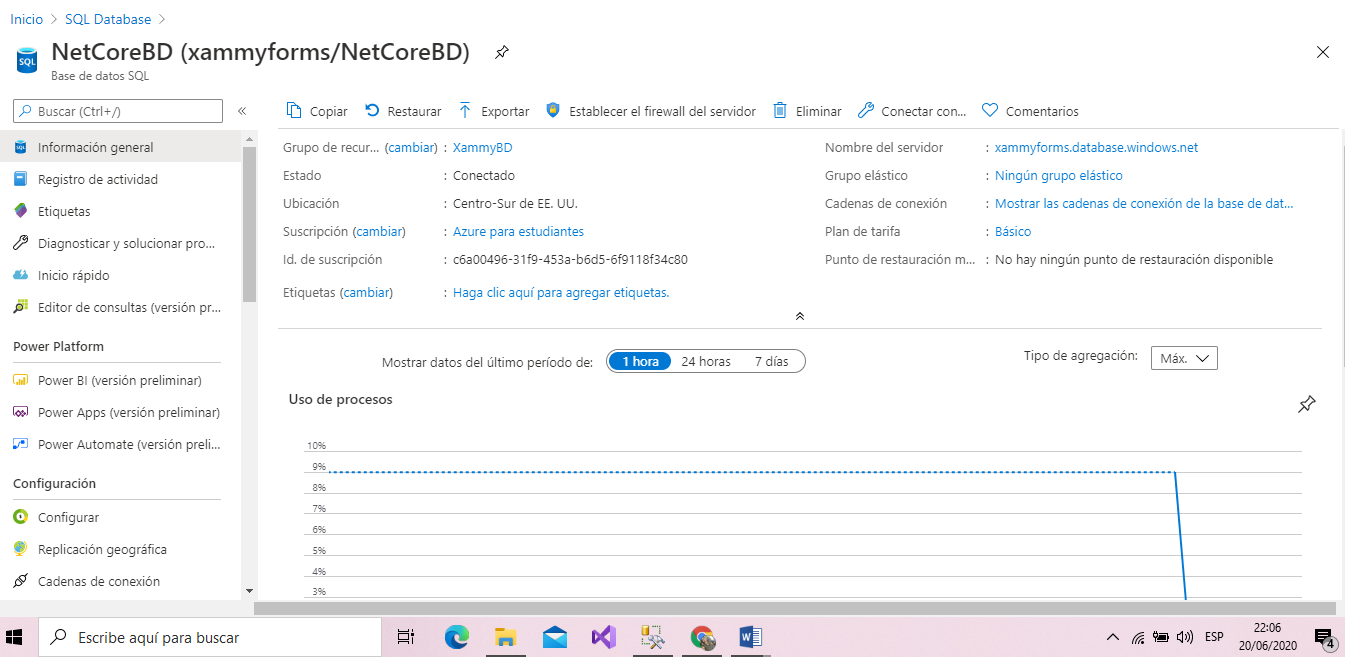 Inicio > SQL Database >
NetCoreBD (xammyforms/NetCoreBD)
SQL
Base de datos SQL
Buscar (Ctrl+/)
«
Copiar
Restaurar
Exportar
Establecer el firewall del servidor
Eliminar
Conectar con...
Comentarios
Información general
Registro de actividad
Etiquetas
Diagnosticar y solucionar pro...
Inicio rápido
Editor de consultas (versión pr...
Power Platform
Power BI (versión preliminar)
Power Apps (versión preliminar)
Power Automate (versión preli...
Configuración
Configurar
Replicación geográfica
Cadenas de conexión
Grupo de recur... (cambiar) : XammyBD
Estado : Conectado
Ubicación : Centro-Sur de EE. UU.
Suscripción (cambiar) : Azure para estudiantes
Id. de suscripción : c6a00496-31f9-453a-b6d5-6f9118f34c80
Etiquetas (cambiar) : Haga clic aquí para agregar etiquetas.
Nombre del servidor : xammyforms.database.windows.net
Grupo elástico : Ningún grupo elástico
Cadenas de conexión : Mostrar las cadenas de conexión de la base de dat...
Plan de tarifa : Básico
Punto de restauración m... : No hay ningún punto de restauración disponible
Mostrar datos del último período de: 1 hora 24 horas 7 días
Tipo de agregación: Máx.
Uso de procesos
10%
9%
8%
7%
6%
5%
4%
3%
Escribe aquí para buscar
ESP
22:06
20/06/2020
4